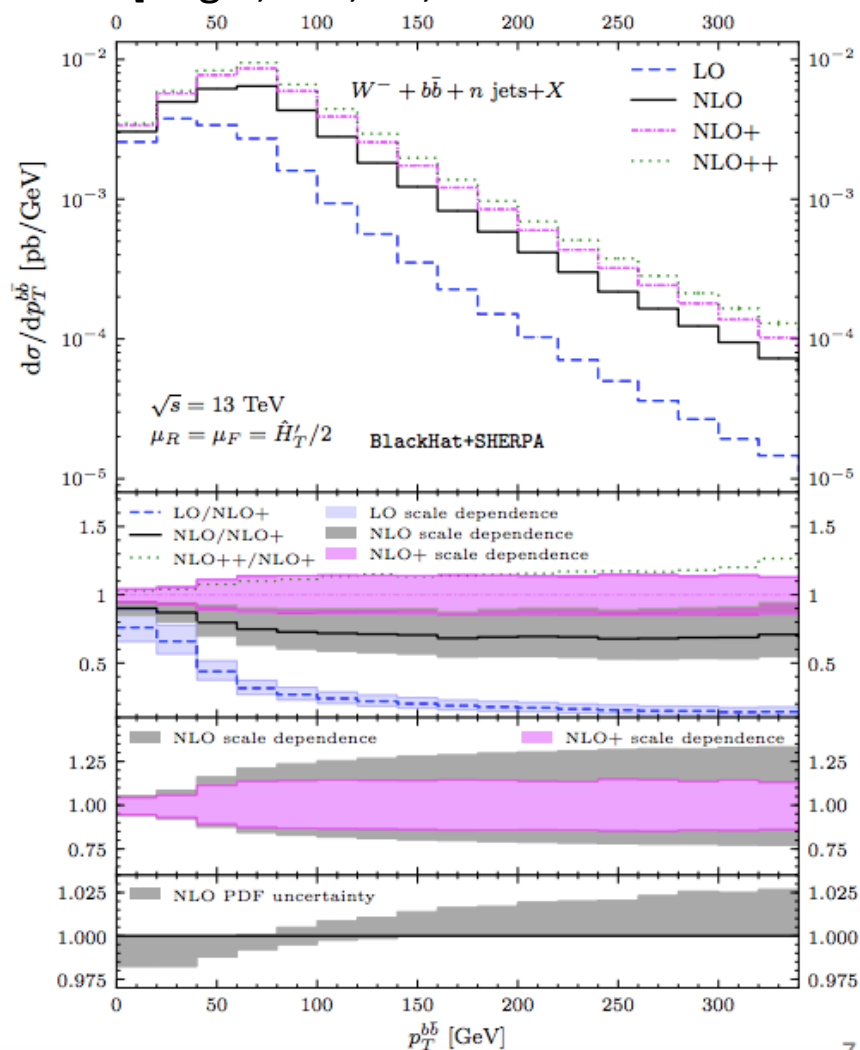 0 50 100 150 200 250 300
10⁻² 10⁻²
W⁻ + bb̄ + n jets+X
LO
NLO
NLO+
NLO++
10⁻³ 10⁻³
dσ/dp_T^{bb̄} [pb/GeV]
10⁻⁴ 10⁻⁴
√s = 13 TeV
μ_R = μ_F = Ĥ′_T/2
BlackHat+SHERPA
10⁻⁵ 10⁻⁵
LO/NLO+ LO scale dependence
NLO/NLO+ NLO scale dependence
NLO++/NLO+ NLO+ scale dependence
1.5 1.5
1 1
0.5 0.5
NLO scale dependence NLO+ scale dependence
1.25 1.25
1.00 1.00
0.75 0.75
NLO PDF uncertainty
1.025 1.025
1.000 1.000
0.975 0.975
0 50 100 150 200 250 300
p_T^{bb̄} [GeV]
7